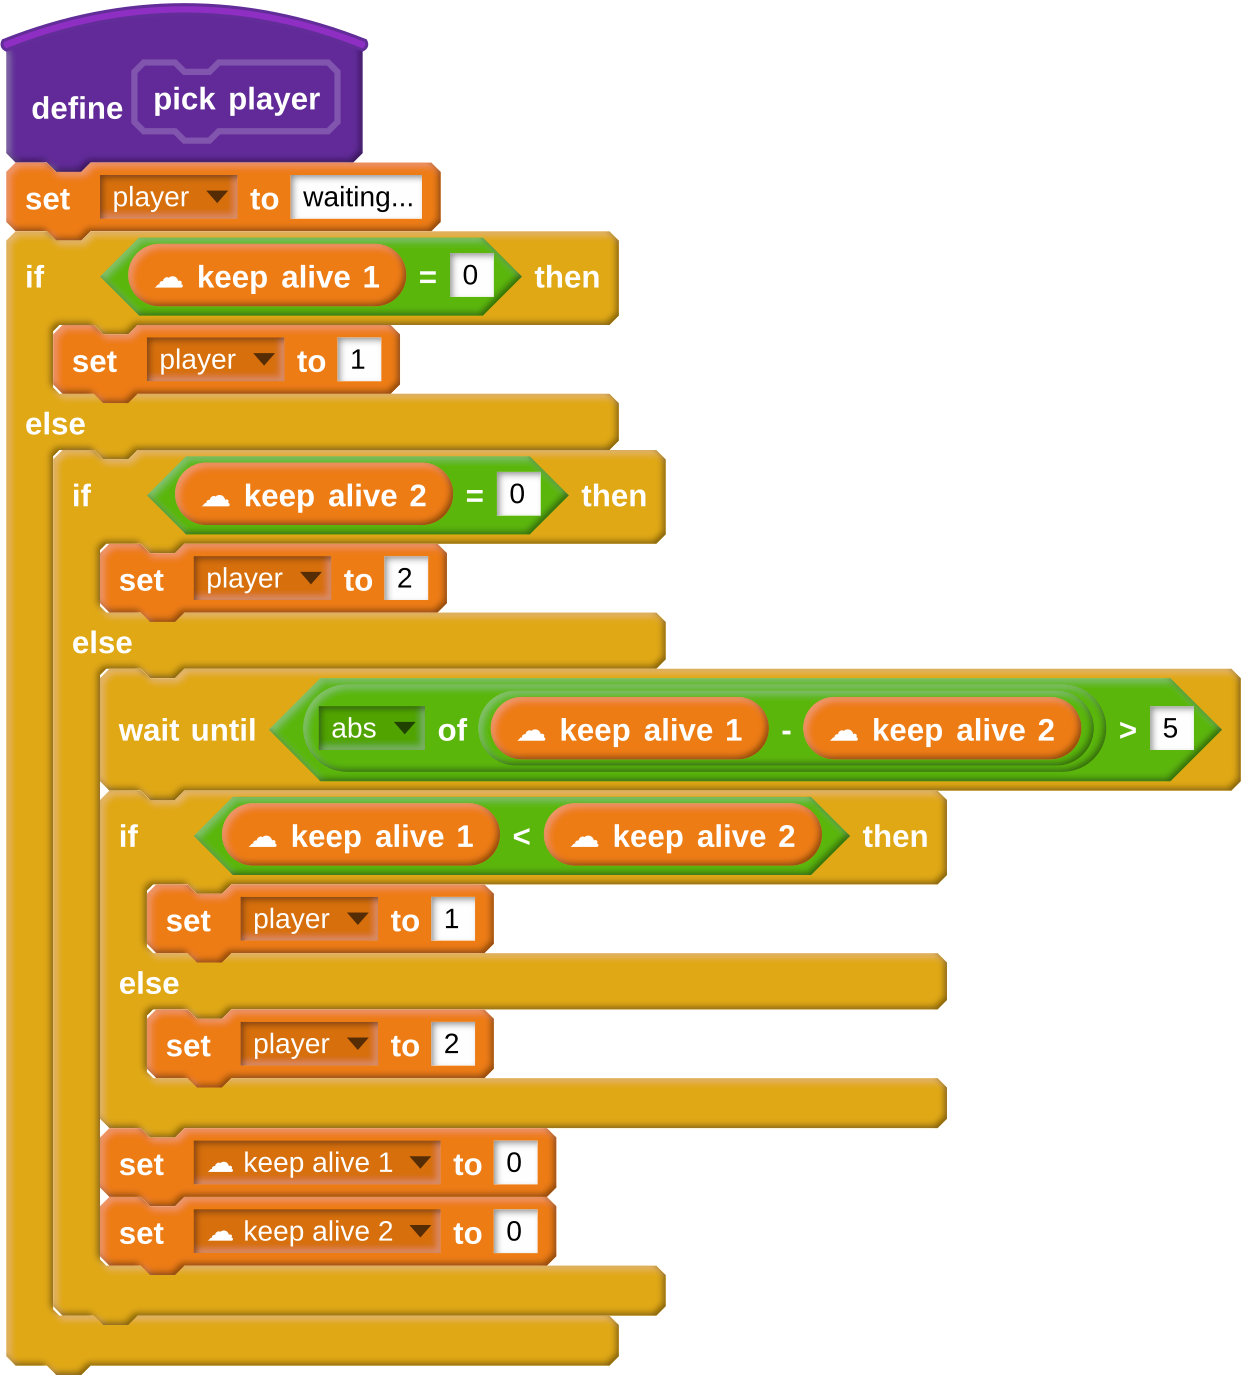 define pick player
set player to waiting...
if keep alive 1 = 0 then
set player to 1
else
if keep alive 2 = 0 then
set player to 2
else
wait until abs of keep alive 1 - keep alive 2 > 5
if keep alive 1 < keep alive 2 then
set player to 1
else
set player to 2
set keep alive 1 to 0
set keep alive 2 to 0